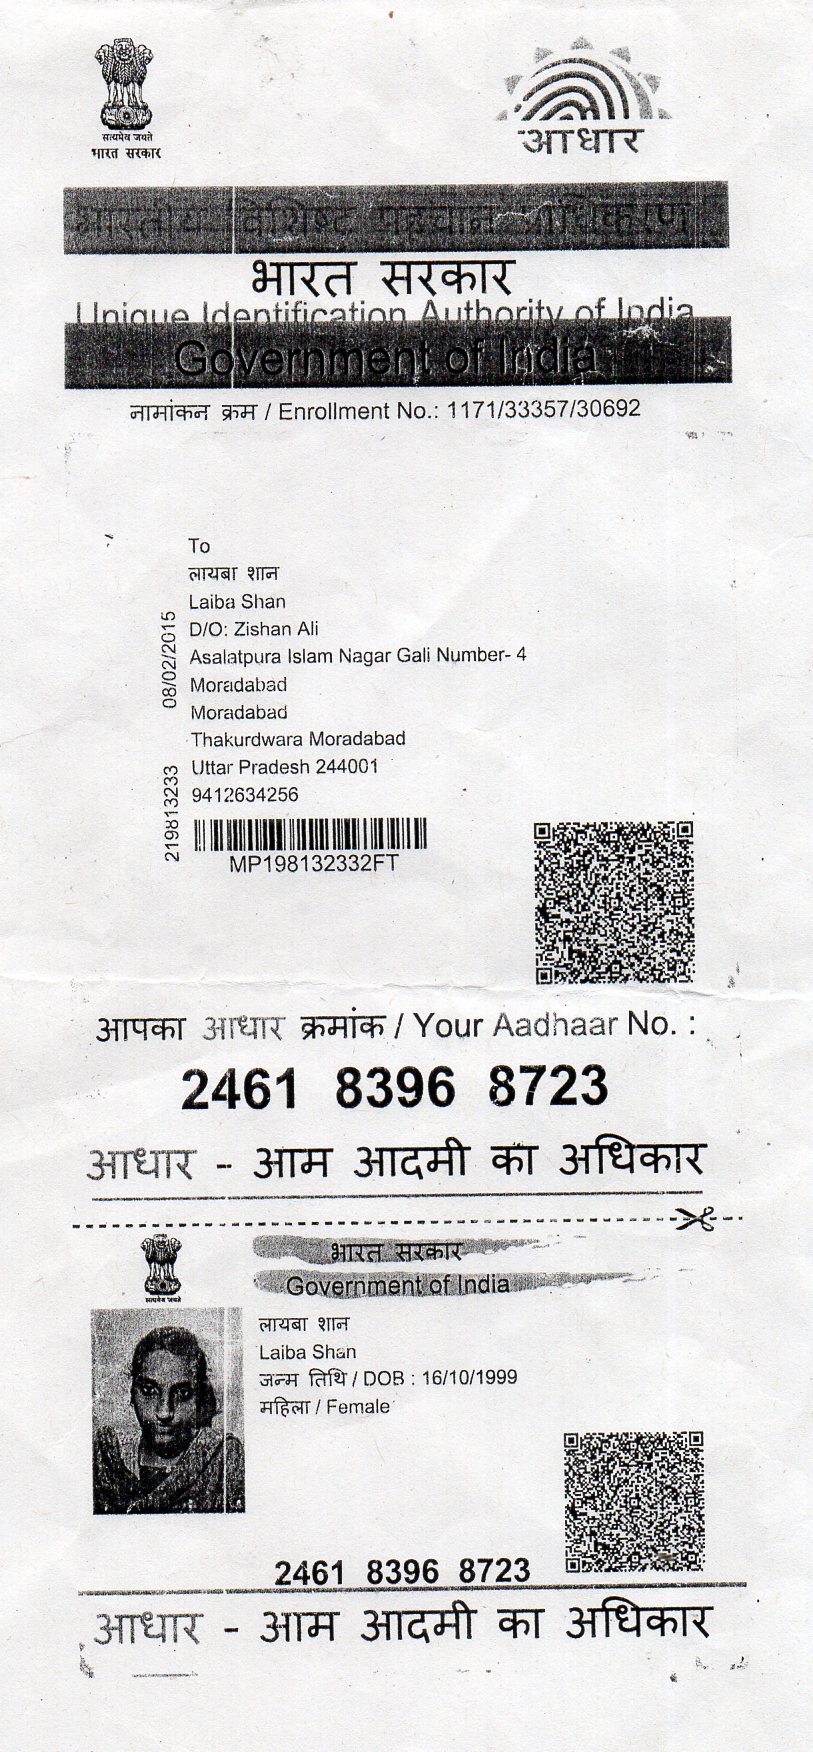 सत्यमेव जयते
भारत सरकार
आधार
भारतीय विशिष्ट पहचान प्राधिकरण
भारत सरकार
Unique Identification Authority of India
Government of India
नामांकन क्रम / Enrollment No.: 1171/33357/30692
To
लायबा शान
Laiba Shan
D/O: Zishan Ali
Asalatpura Islam Nagar Gali Number- 4
Moradabad
Moradabad
Thakurdwara Moradabad
Uttar Pradesh 244001
9412634256
08/02/2015
219813233
MP198132332FT
आपका आधार क्रमांक / Your Aadhaar No. :
2461 8396 8723
आधार - आम आदमी का अधिकार
सत्यमेव जयते
भारत सरकार
Government of India
लायबा शान
Laiba Shan
जन्म तिथि / DOB : 16/10/1999
महिला / Female
2461 8396 8723
आधार - आम आदमी का अधिकार